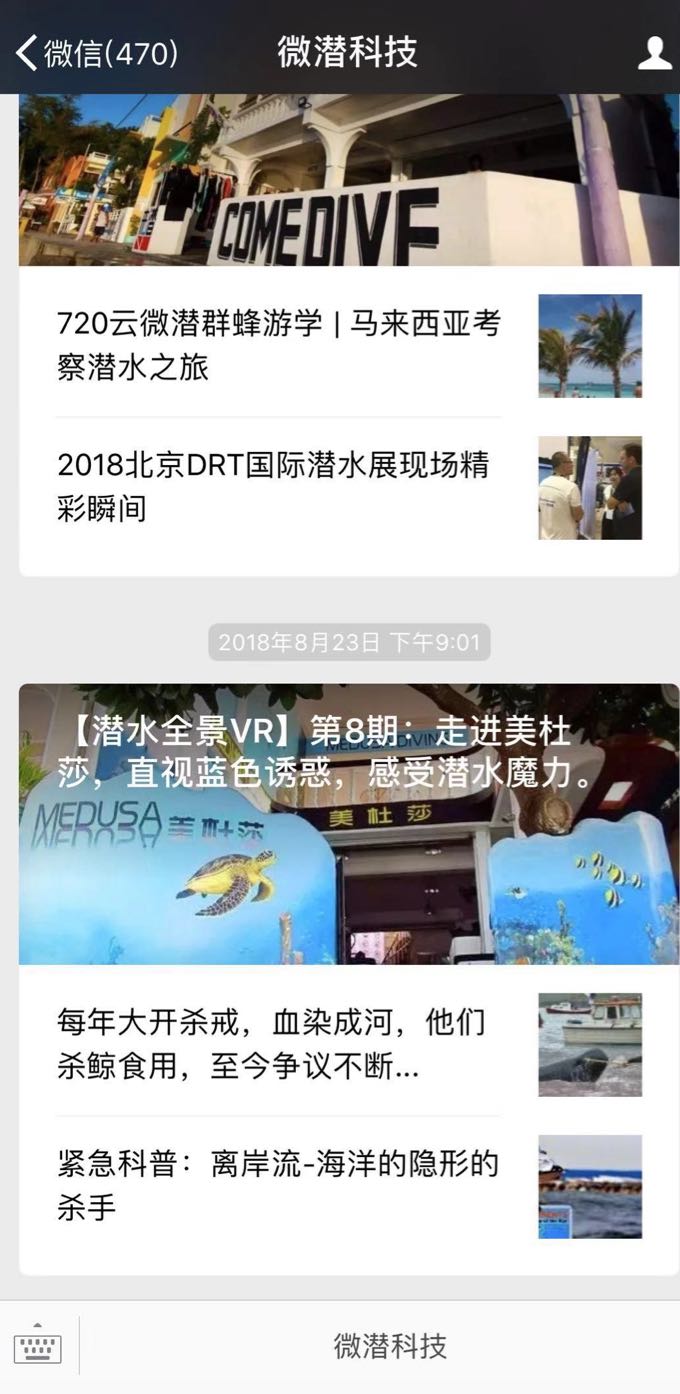 微信(470)
微潜科技
COMEDIVE
720云微潜群蜂游学 | 马来西亚考
察潜水之旅
2018北京DRT国际潜水展现场精
彩瞬间
2018年8月23日 下午9:01
【潜水全景VR】第8期：走进美杜
莎，直视蓝色诱惑，感受潜水魔力。
MEDUSA DIVING
美杜莎
MEDUSA 美杜莎
每年大开杀戒，血染成河，他们
杀鲸食用，至今争议不断...
紧急科普：离岸流-海洋的隐形的
杀手
微潜科技